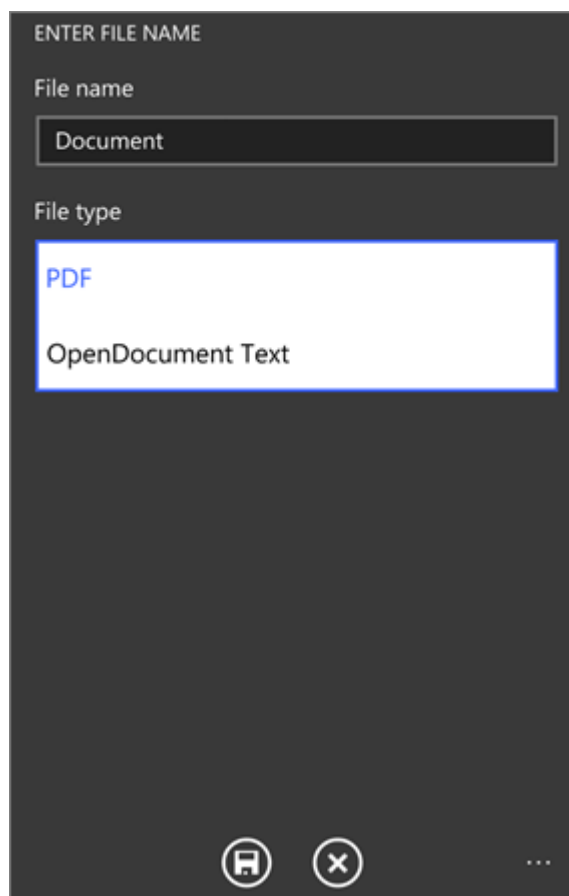 ENTER FILE NAME
File name
Document
File type
PDF
OpenDocument Text
...